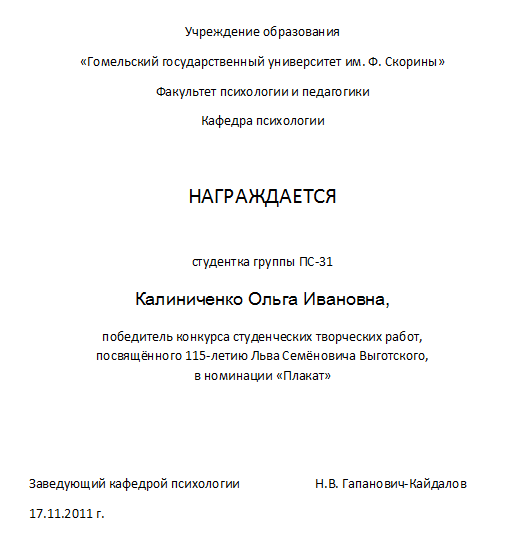 Учреждение образования
«Гомельский государственный университет им. Ф. Скорины»
Факультет психологии и педагогики
Кафедра психологии
НАГРАЖДАЕТСЯ
студентка группы ПС-31
Калиниченко Ольга Ивановна,
победитель конкурса студенческих творческих работ,
посвящённого 115-летию Льва Семёновича Выготского,
в номинации «Плакат»
Заведующий кафедрой психологии Н.В. Гапанович-Кайдалов
17.11.2011 г.